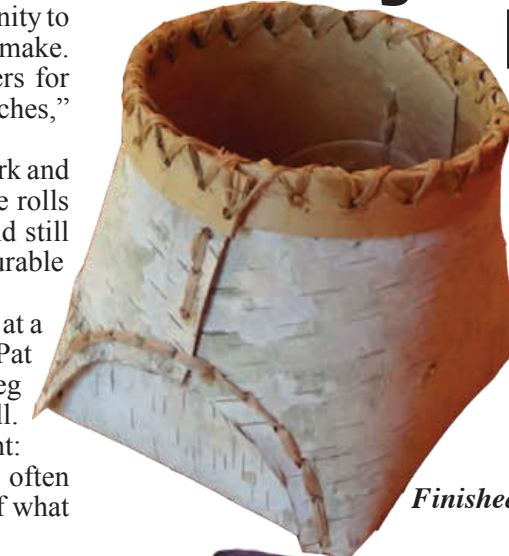 nity to
make.
ers for
ches,”
rk and
e rolls
d still
urable
at a
Pat
eg
ll.
nt:
often
f what
Finished